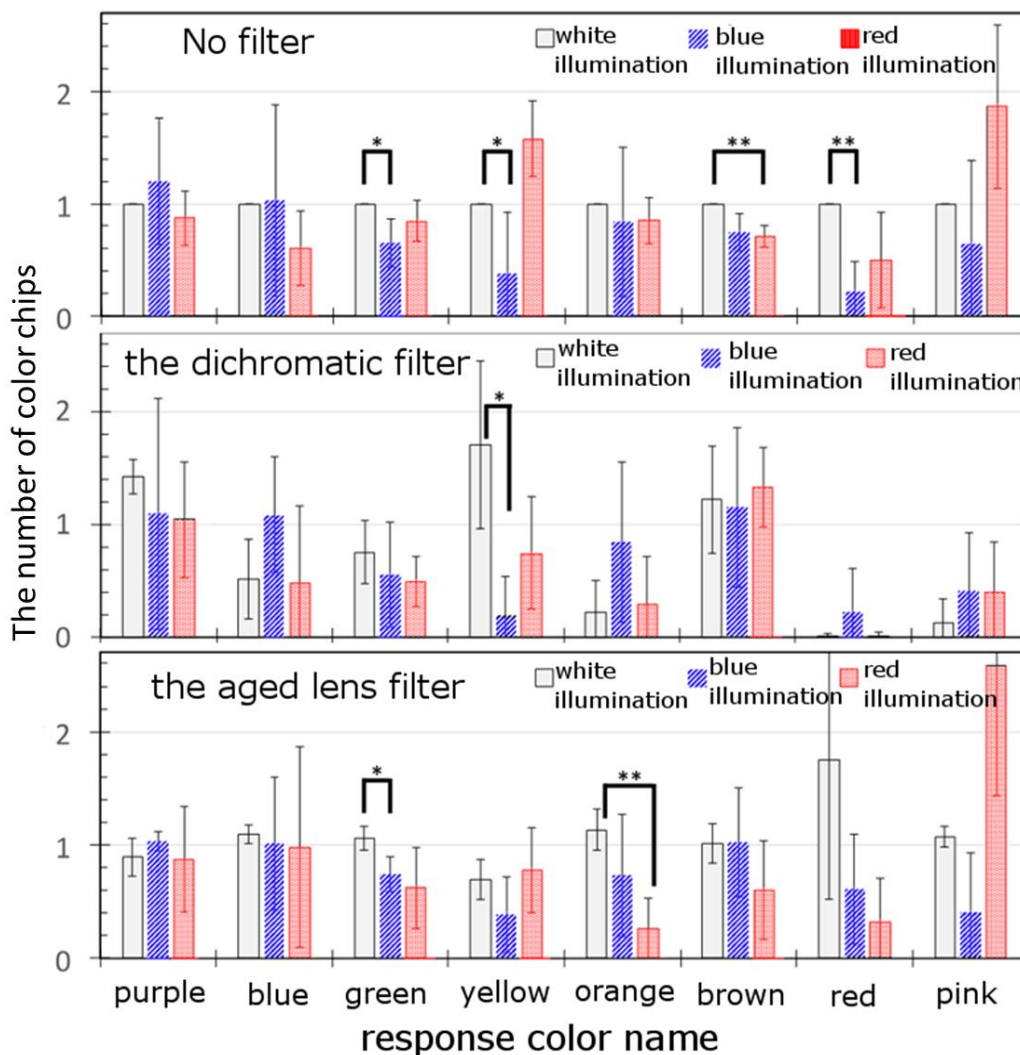 The number of color chips
No filter
white illumination
blue illumination
red illumination
2
1
0
* * ** **
the dichromatic filter
white illumination
blue illumination
red illumination
2
1
0
*
the aged lens filter
white illumination
blue illumination
red illumination
2
1
0
* **
purple blue green yellow orange brown red pink
response color name